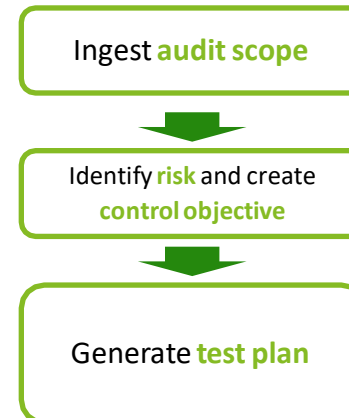 Ingest audit scope
Identify risk and create
control objective
Generate test plan